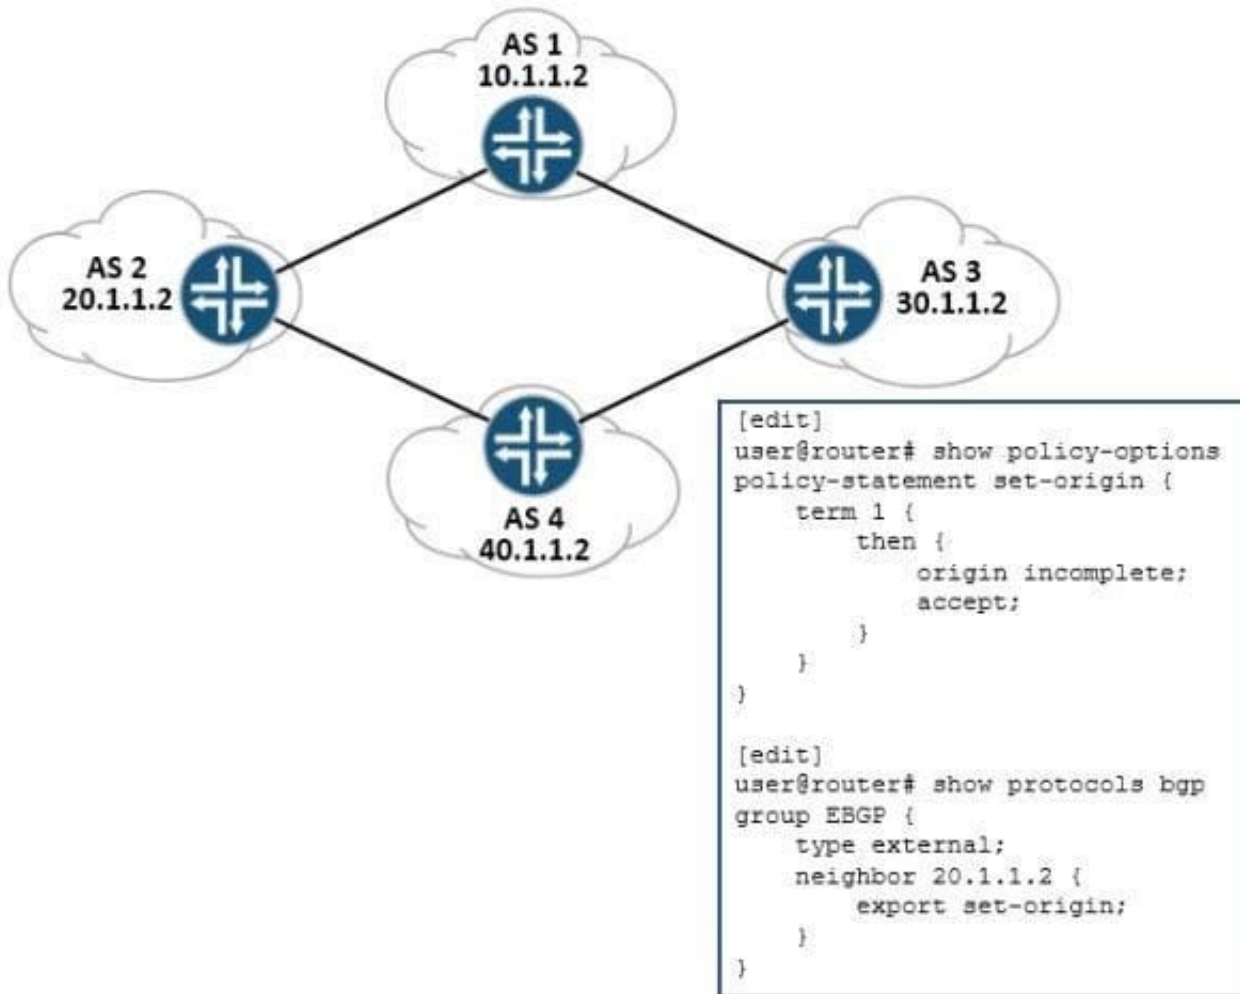 AS 1
10.1.1.2
AS 2
20.1.1.2
AS 3
30.1.1.2
AS 4
40.1.1.2
[edit]
user@router# show policy-options
policy-statement set-origin {
    term 1 {
        then {
            origin incomplete;
            accept;
        }
    }
}

[edit]
user@router# show protocols bgp
group EBGP {
    type external;
    neighbor 20.1.1.2 {
        export set-origin;
    }
}